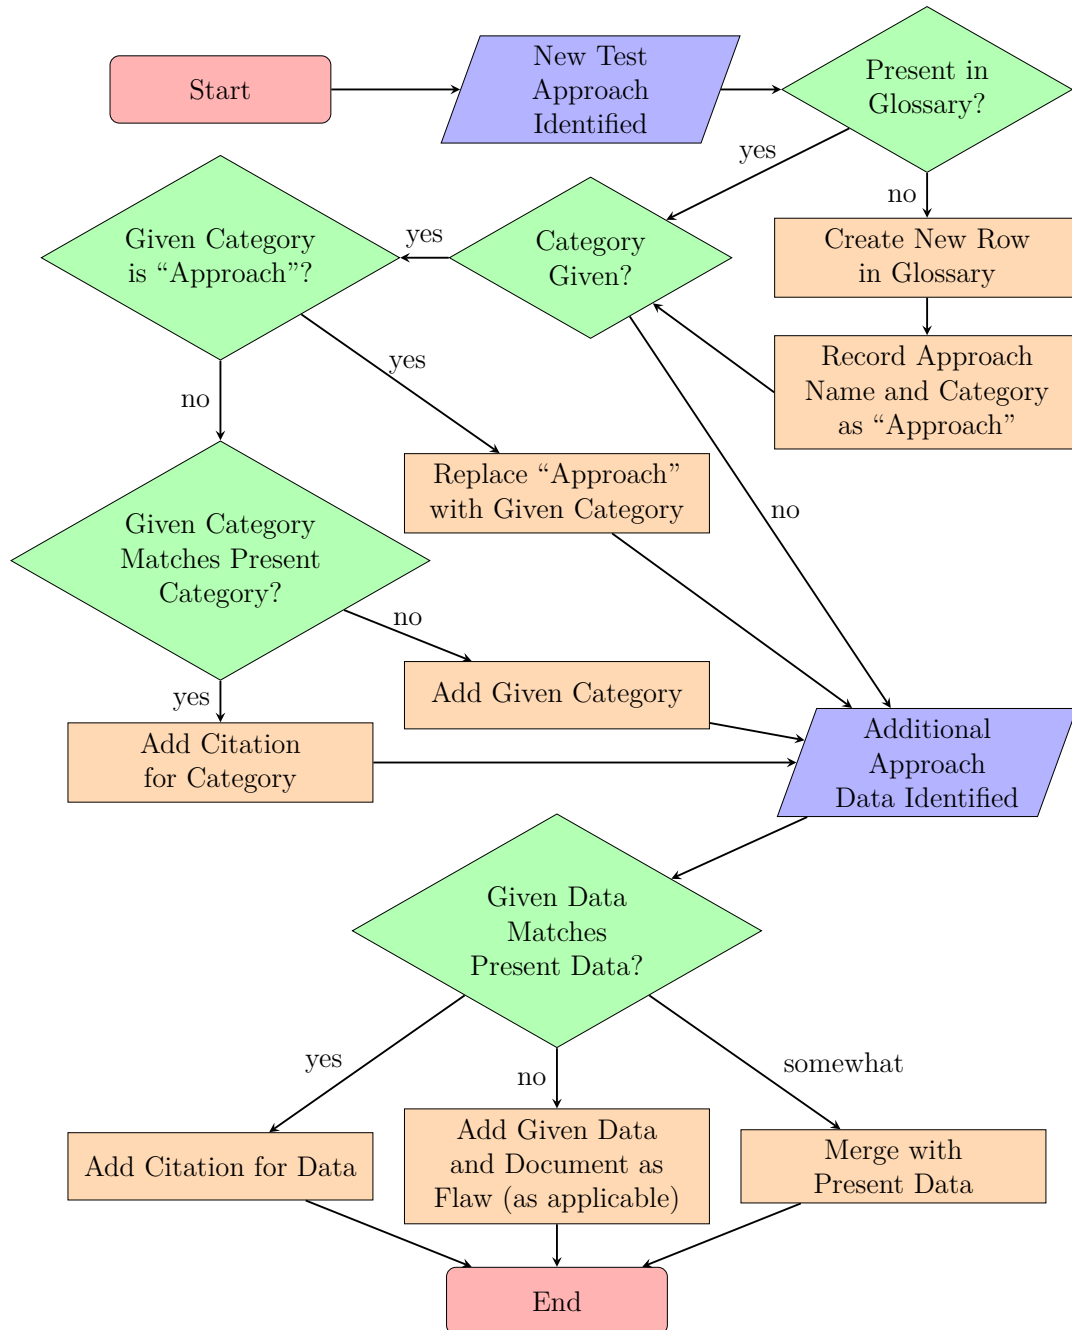 Start
New Test
Approach
Identified
Present in
Glossary?
yes
no
Given Category
is “Approach”?
yes
Category
Given?
Create New Row
in Glossary
Record Approach
Name and Category
as “Approach”
yes
no
Replace “Approach”
with Given Category
no
Given Category
Matches Present
Category?
no
yes
Add Given Category
Add Citation
for Category
Additional
Approach
Data Identified
Given Data
Matches
Present Data?
yes
no
somewhat
Add Citation for Data
Add Given Data
and Document as
Flaw (as applicable)
Merge with
Present Data
End